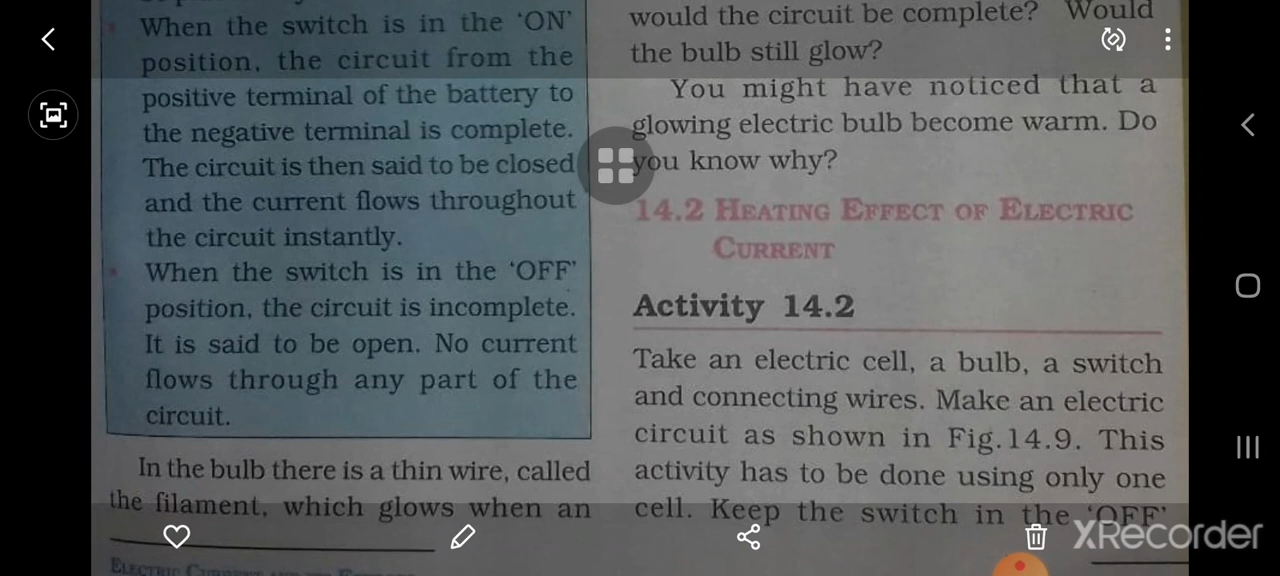 When the switch is in the ‘ON’
position, the circuit from the
positive terminal of the battery to
the negative terminal is complete.
The circuit is then said to be closed
and the current flows throughout
the circuit instantly.
When the switch is in the ‘OFF’
position, the circuit is incomplete.
It is said to be open. No current
flows through any part of the
circuit.
In the bulb there is a thin wire, called
the filament, which glows when an
would the circuit be complete? Would
the bulb still glow?
You might have noticed that a
glowing electric bulb become warm. Do
you know why?
14.2 HEATING EFFECT OF ELECTRIC
CURRENT
Activity 14.2
Take an electric cell, a bulb, a switch
and connecting wires. Make an electric
circuit as shown in Fig.14.9. This
activity has to be done using only one
cell. Keep the switch in the ‘OFF’
XRecorder